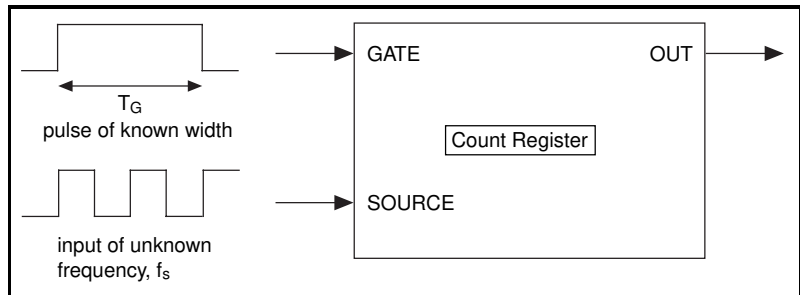 GATE
OUT
T_G
pulse of known width
Count Register
SOURCE
input of unknown
frequency, f_s